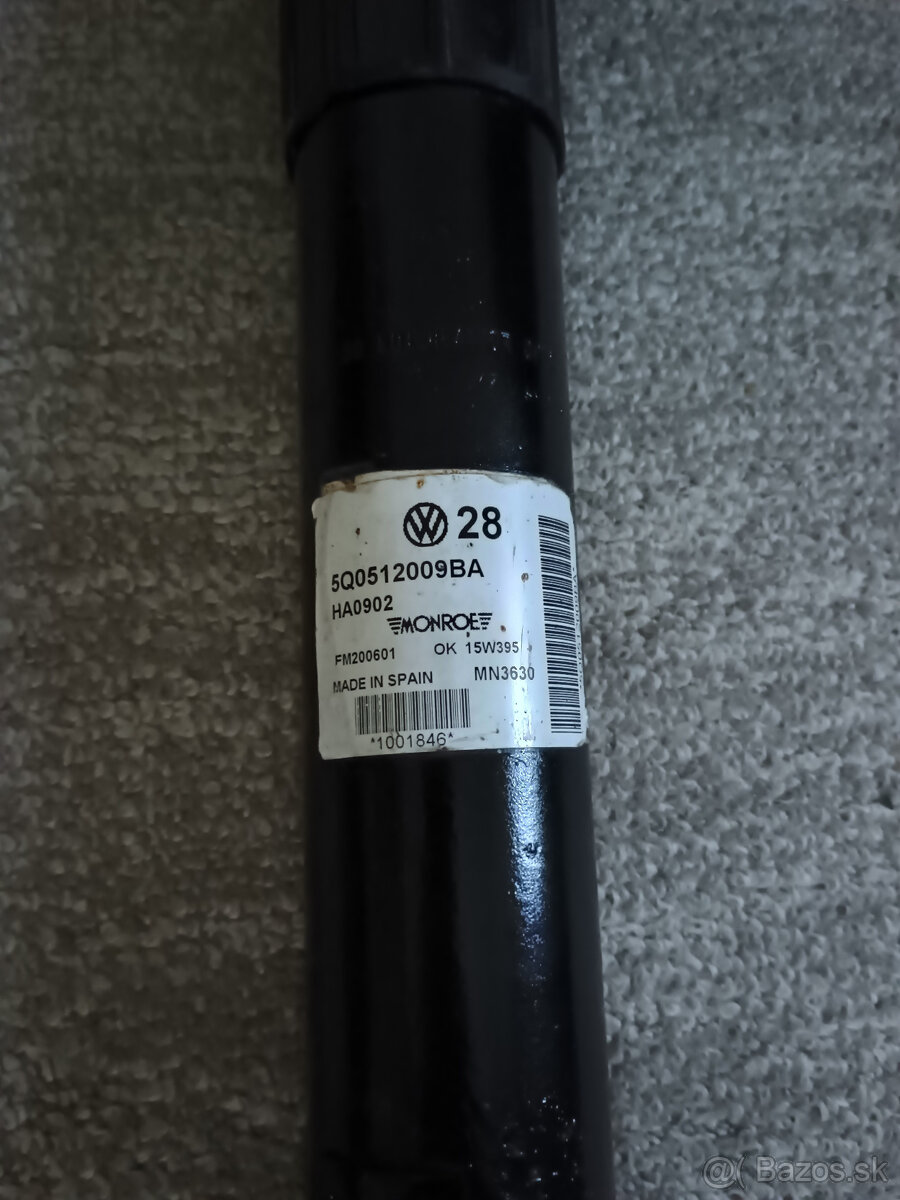 28
5Q0512009BA
HA0902
MONROE
FM200601 OK 15W395
MADE IN SPAIN MN3630
*1001846*
@ Bazos.sk